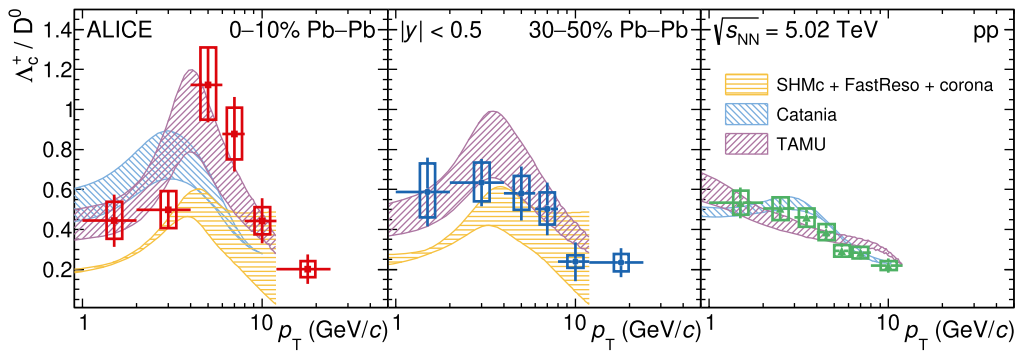 ALICE 0–10% Pb–Pb
|y| < 0.5 30–50% Pb–Pb
√sNN = 5.02 TeV pp
Λc+ / D0
1.4
1.2
1
0.8
0.6
0.4
0.2
SHMc + FastReso + corona
Catania
TAMU
1 10
pT (GeV/c)
1 10
pT (GeV/c)
1 10
pT (GeV/c)